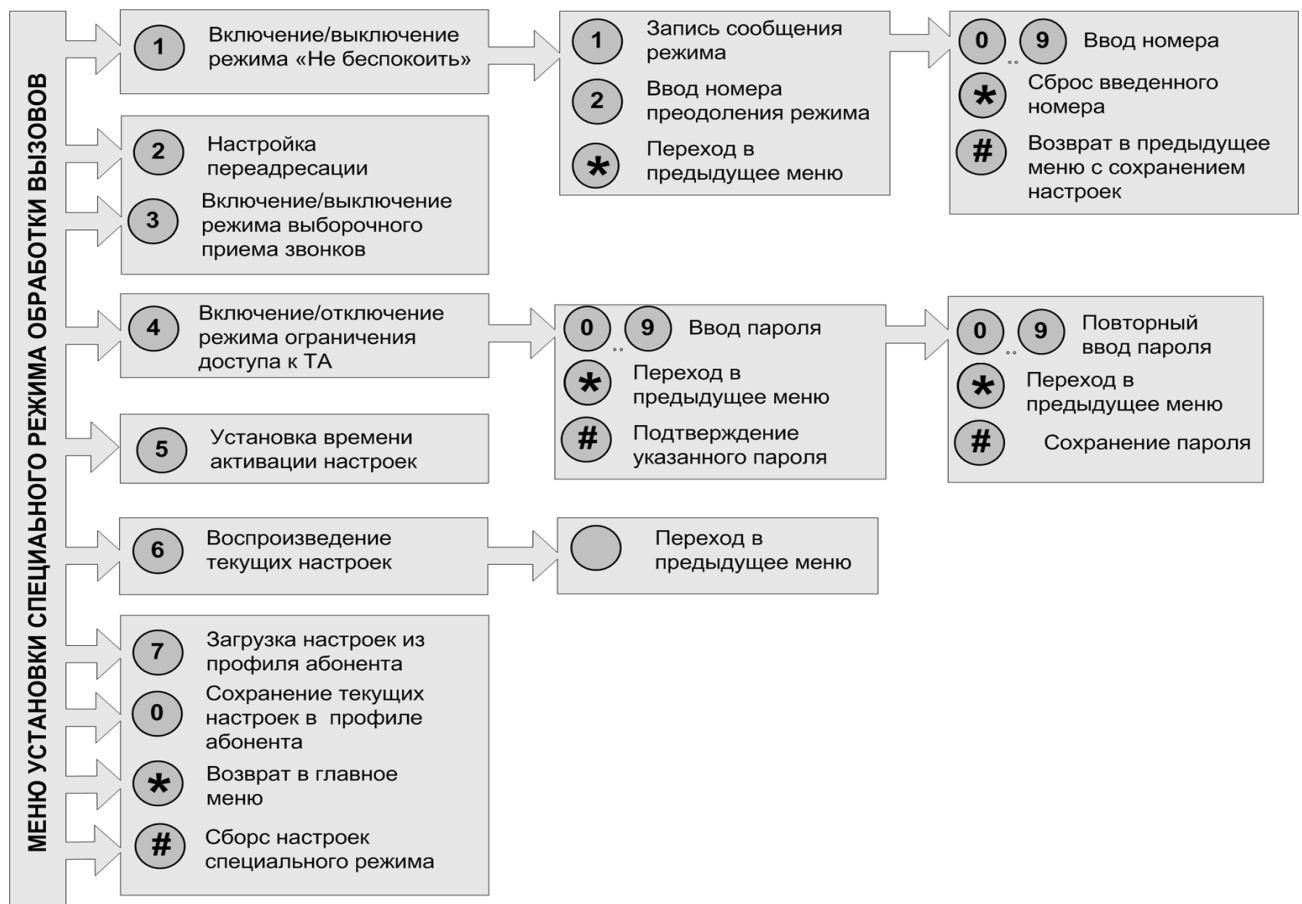 МЕНЮ УСТАНОВКИ СПЕЦИАЬНОГО РЕЖИМА ОБРАБОТКИ ВЫЗОВОВ
1
Включение/выключение
режима «Не беспокоить»
1
Запись сообщения
режима
2
Ввод номера
преодоления режима
*
Переход в
предыдущее меню
0 .. 9 Ввод номера
*
Сброс введенного
номера
#
Возврат в предыдущее
меню с сохранением
настроек
2
Настройка
переадресации
3
Включение/выключение
режима выборочного
приема звонков
4
Включение/отключение
режима ограничения
доступа к ТА
0 .. 9 Ввод пароля
*
Переход в
предыдущее меню
#
Подтверждение
указанного пароля
0 .. 9 Повторный
ввод пароля
*
Переход в
предыдущее меню
# Сохранение пароля
5
Установка времени
активации настроек
6
Воспроизведение
текущих настроек
Переход в
предыдущее меню
7
Загрузка настроек из
профиля абонента
0
Сохранение текущих
настроек в профиле
абонента
*
Возврат в главное
меню
#
Сборс настроек
специального режима